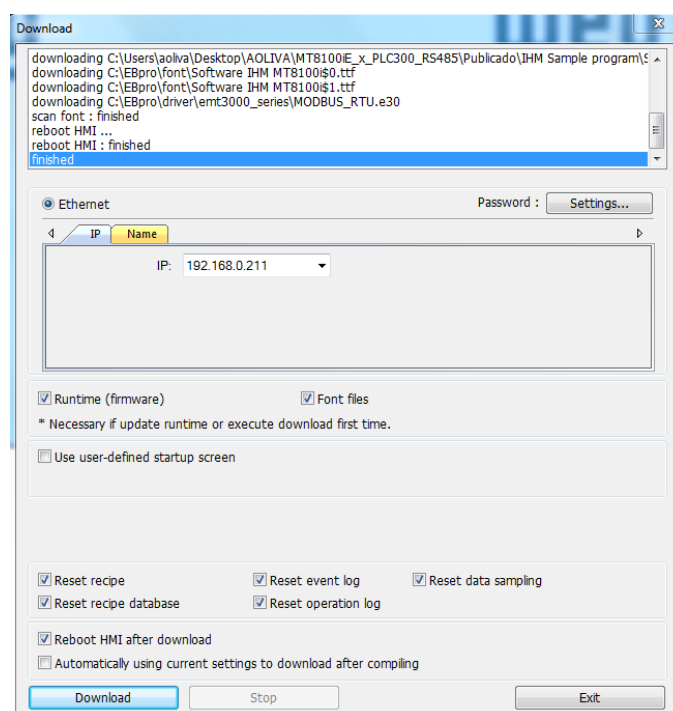 Download
downloading C:\Users\aoliva\Desktop\AOLIVA\MT8100iE_x_PLC300_RS485\Publicado\IHM Sample program\S
downloading C:\EBpro\font\Software IHM MT8100i$0.ttf
downloading C:\EBpro\font\Software IHM MT8100i$1.ttf
downloading C:\EBpro\driver\emt3000_series\MODBUS_RTU.e30
scan font : finished
reboot HMI ...
reboot HMI : finished
finished
Ethernet Password : Settings...
IP Name
IP: 192.168.0.211
Runtime (firmware) Font files
* Necessary if update runtime or execute download first time.
Use user-defined startup screen
Reset recipe Reset event log Reset data sampling
Reset recipe database Reset operation log
Reboot HMI after download
Automatically using current settings to download after compiling
Download Stop Exit